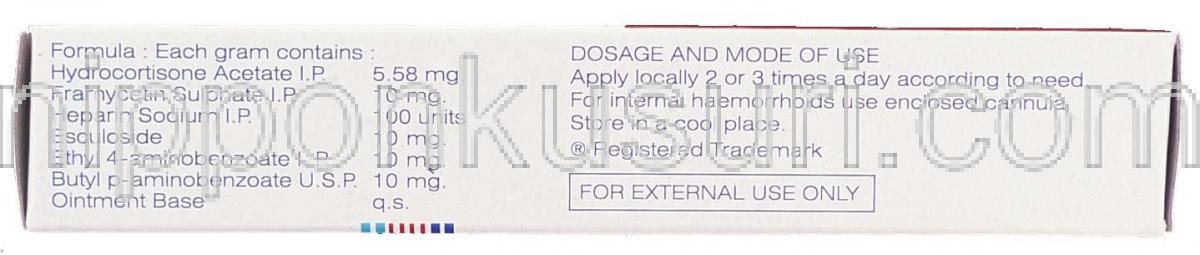 Formula : Each gram contains :
Hydrocortisone Acetate I.P. 5.58 mg
Framycetin Sulphate I.P. 10 mg.
Heparin Sodium I.P. 100 units
Esculoside 10 mg.
Ethyl 4-aminobenzoate I.P. 10 mg.
Butyl p-aminobenzoate U.S.P. 10 mg.
Ointment Base q.s.
DOSAGE AND MODE OF USE
Apply locally 2 or 3 times a day according to need.
For internal haemorrhoids use enclosed cannula.
Store in a cool place.
® Registered Trademark
FOR EXTERNAL USE ONLY
nipponkusuri.com